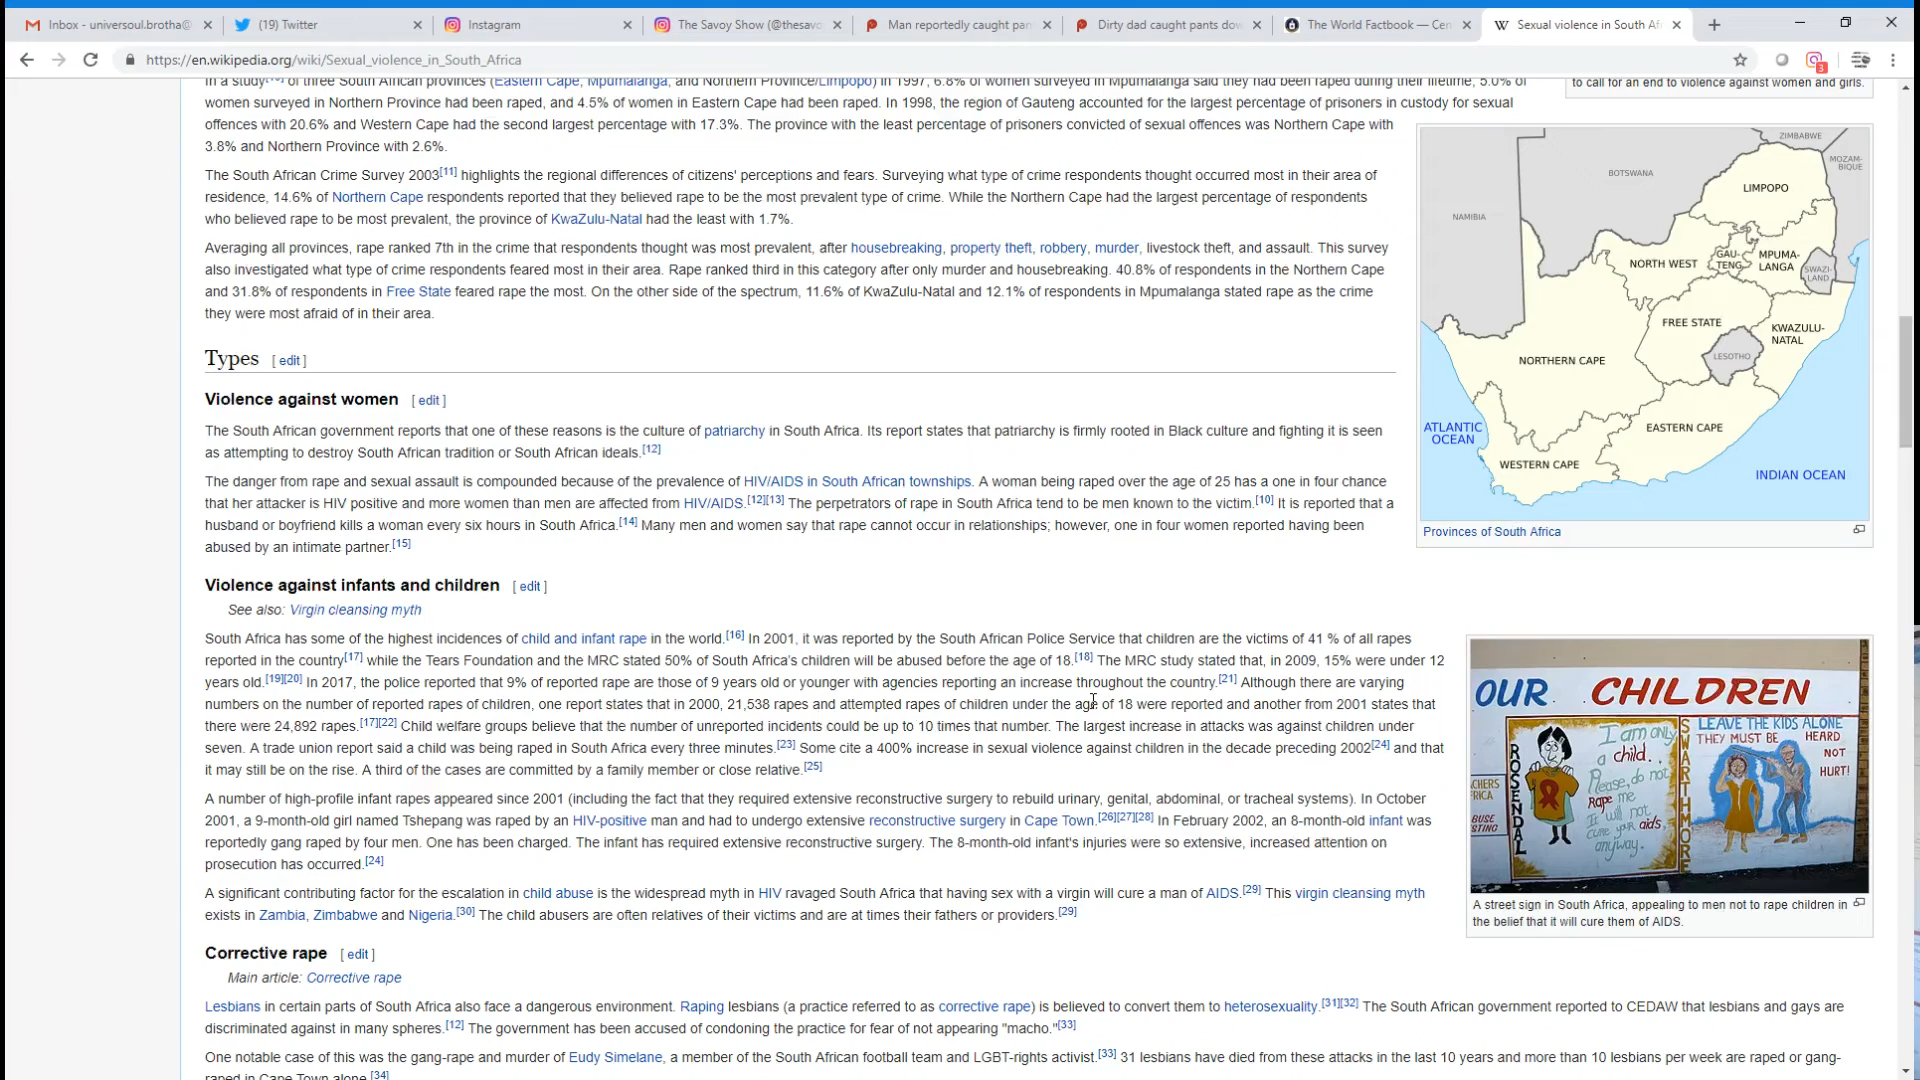 Inbox - universoul.brotha@
(19) Twitter
Instagram
The Savoy Show (@thesavo
Man reportedly caught pan
Dirty dad caught pants dow
The World Factbook — Cen
Sexual violence in South Af
https://en.wikipedia.org/wiki/Sexual_violence_in_South_Africa
3
In a study of three South African provinces (Eastern Cape, Mpumalanga, and Northern Province/Limpopo) in 1997, 6.8% of women surveyed in Mpumalanga said they had been raped during their lifetime, 5.0% of
women surveyed in Northern Province had been raped, and 4.5% of women in Eastern Cape had been raped. In 1998, the region of Gauteng accounted for the largest percentage of prisoners in custody for sexual
offences with 20.6% and Western Cape had the second largest percentage with 17.3%. The province with the least percentage of prisoners convicted of sexual offences was Northern Cape with
3.8% and Northern Province with 2.6%.
The South African Crime Survey 2003[11] highlights the regional differences of citizens' perceptions and fears. Surveying what type of crime respondents thought occurred most in their area of
residence, 14.6% of Northern Cape respondents reported that they believed rape to be the most prevalent type of crime. While the Northern Cape had the largest percentage of respondents
who believed rape to be most prevalent, the province of KwaZulu-Natal had the least with 1.7%.
Averaging all provinces, rape ranked 7th in the crime that respondents thought was most prevalent, after housebreaking, property theft, robbery, murder, livestock theft, and assault. This survey
also investigated what type of crime respondents feared most in their area. Rape ranked third in this category after only murder and housebreaking. 40.8% of respondents in the Northern Cape
and 31.8% of respondents in Free State feared rape the most. On the other side of the spectrum, 11.6% of KwaZulu-Natal and 12.1% of respondents in Mpumalanga stated rape as the crime
they were most afraid of in their area.
Types [ edit ]
Violence against women [ edit ]
The South African government reports that one of these reasons is the culture of patriarchy in South Africa. Its report states that patriarchy is firmly rooted in Black culture and fighting it is seen
as attempting to destroy South African tradition or South African ideals.[12]
The danger from rape and sexual assault is compounded because of the prevalence of HIV/AIDS in South African townships. A woman being raped over the age of 25 has a one in four chance
that her attacker is HIV positive and more women than men are affected from HIV/AIDS.[12][13] The perpetrators of rape in South Africa tend to be men known to the victim.[10] It is reported that a
husband or boyfriend kills a woman every six hours in South Africa.[14] Many men and women say that rape cannot occur in relationships; however, one in four women reported having been
abused by an intimate partner.[15]
Violence against infants and children [ edit ]
See also: Virgin cleansing myth
South Africa has some of the highest incidences of child and infant rape in the world.[16] In 2001, it was reported by the South African Police Service that children are the victims of 41 % of all rapes
reported in the country[17] while the Tears Foundation and the MRC stated 50% of South Africa's children will be abused before the age of 18.[18] The MRC study stated that, in 2009, 15% were under 12
years old.[19][20] In 2017, the police reported that 9% of reported rape are those of 9 years old or younger with agencies reporting an increase throughout the country.[21] Although there are varying
numbers on the number of reported rapes of children, one report states that in 2000, 21,538 rapes and attempted rapes of children under the age of 18 were reported and another from 2001 states that
there were 24,892 rapes.[17][22] Child welfare groups believe that the number of unreported incidents could be up to 10 times that number. The largest increase in attacks was against children under
seven. A trade union report said a child was being raped in South Africa every three minutes.[23] Some cite a 400% increase in sexual violence against children in the decade preceding 2002[24] and that
it may still be on the rise. A third of the cases are committed by a family member or close relative.[25]
A number of high-profile infant rapes appeared since 2001 (including the fact that they required extensive reconstructive surgery to rebuild urinary, genital, abdominal, or tracheal systems). In October
2001, a 9-month-old girl named Tshepang was raped by an HIV-positive man and had to undergo extensive reconstructive surgery in Cape Town.[26][27][28] In February 2002, an 8-month-old infant was
reportedly gang raped by four men. One has been charged. The infant has required extensive reconstructive surgery. The 8-month-old infant's injuries were so extensive, increased attention on
prosecution has occurred.[24]
A significant contributing factor for the escalation in child abuse is the widespread myth in HIV ravaged South Africa that having sex with a virgin will cure a man of AIDS.[29] This virgin cleansing myth
exists in Zambia, Zimbabwe and Nigeria.[30] The child abusers are often relatives of their victims and are at times their fathers or providers.[29]
Corrective rape [ edit ]
Main article: Corrective rape
Lesbians in certain parts of South Africa also face a dangerous environment. Raping lesbians (a practice referred to as corrective rape) is believed to convert them to heterosexuality.[31][32] The South African government reported to CEDAW that lesbians and gays are
discriminated against in many spheres.[12] The government has been accused of condoning the practice for fear of not appearing "macho."[33]
One notable case of this was the gang-rape and murder of Eudy Simelane, a member of the South African football team and LGBT-rights activist.[33] 31 lesbians have died from these attacks in the last 10 years and more than 10 lesbians per week are raped or gang-
raped in Cape Town alone.[34]
to call for an end to violence against women and girls.
ZIMBABWE
MOZAM-
BIQUE
BOTSWANA
LIMPOPO
NAMIBIA
NORTH WEST
GAU-
TENG
MPUMA-
LANGA
SWAZI-
LAND
FREE STATE
KWAZULU-
NATAL
LESOTHO
NORTHERN CAPE
ATLANTIC
OCEAN
EASTERN CAPE
WESTERN CAPE
INDIAN OCEAN
Provinces of South Africa
OUR CHILDREN
LEAVE THE KIDS ALONE
THEY MUST BE HEARD
NOT
HURT!
ROSENDAL
SWARTHMORE
I am only
a child.
Please, do not
Rape me
It will not
cure your aids
anyway.
CHERS
FRICA
BUSE
STING
A street sign in South Africa, appealing to men not to rape children in
the belief that it will cure them of AIDS.